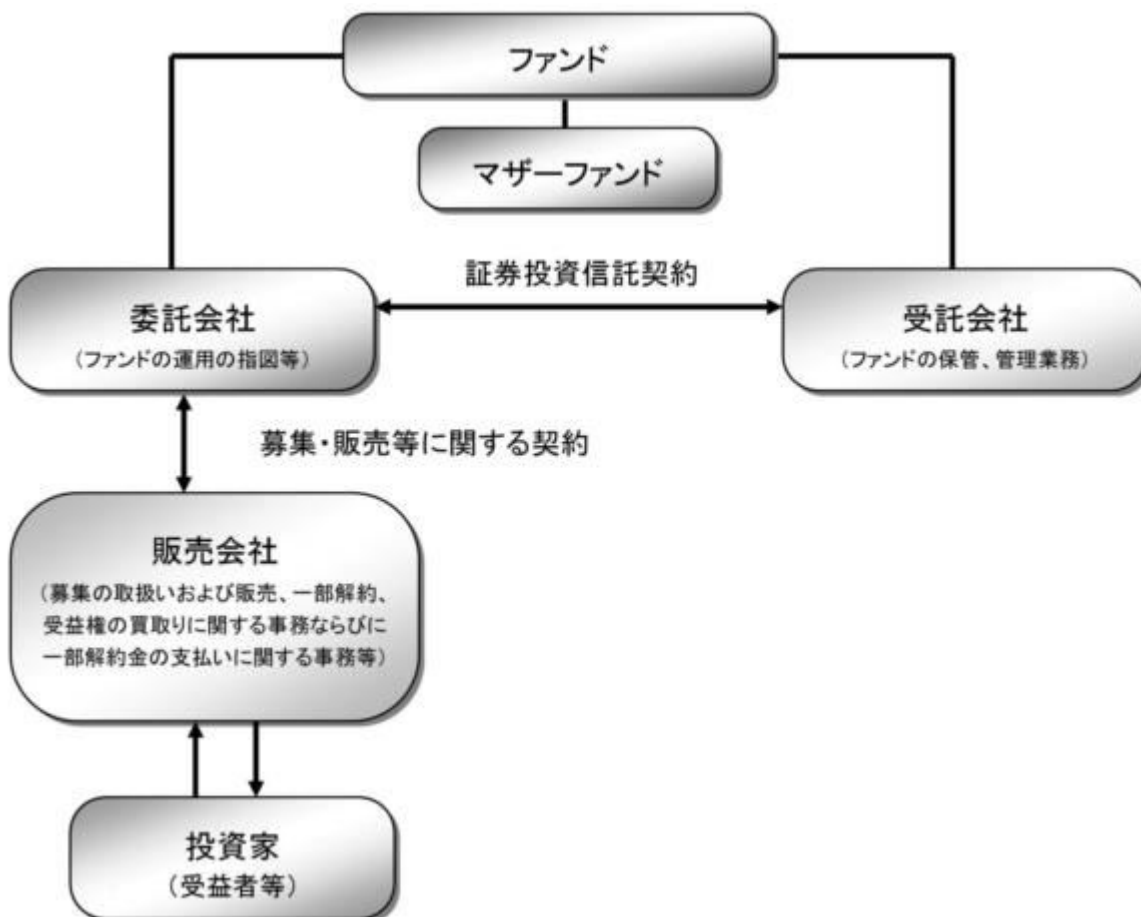 ファンド
マザーファンド
証券投資信託契約
委託会社
（ファンドの運用の指図等）
受託会社
（ファンドの保管、管理業務）
募集・販売等に関する契約
販売会社
（募集の取扱いおよび販売、一部解約、
受益権の買取りに関する事務ならびに
一部解約金の支払いに関する事務等）
投資家
（受益者等）